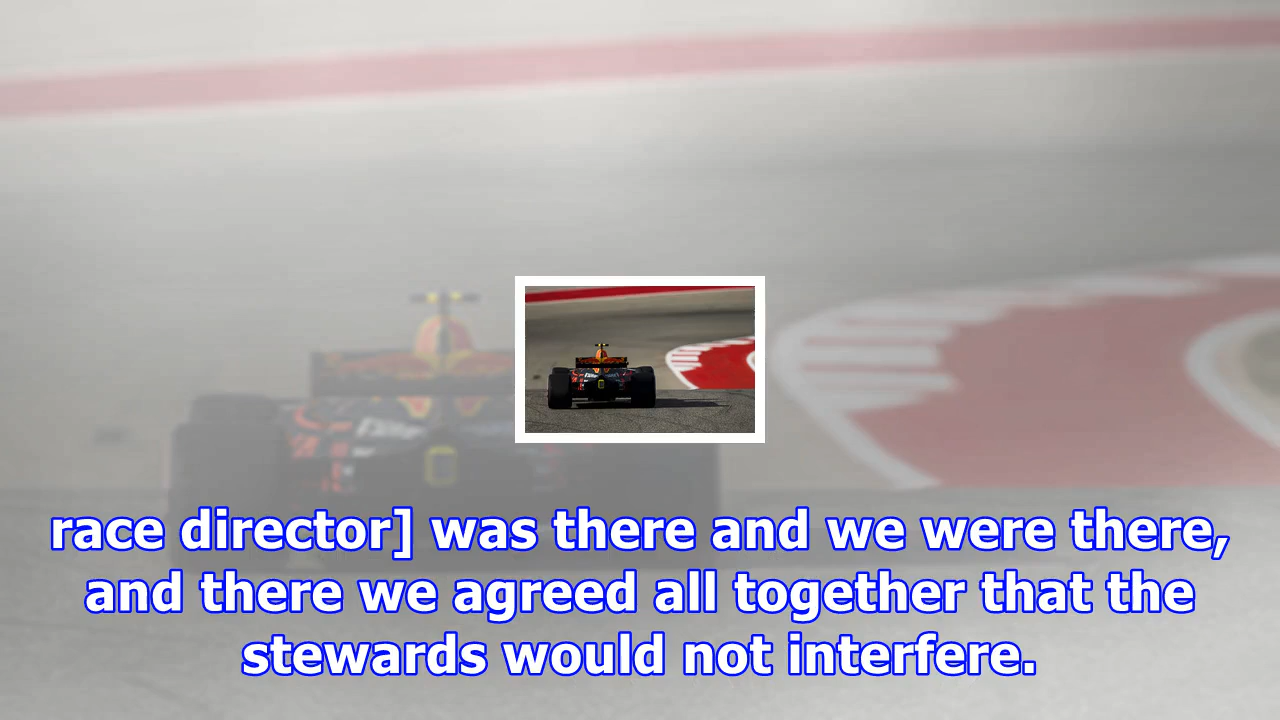 race director] was there and we were there,
and there we agreed all together that the
stewards would not interfere.